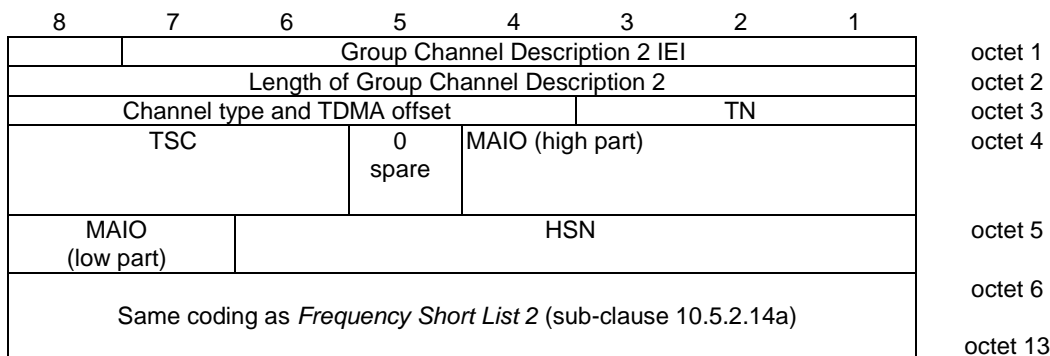 8 7 6 5 4 3 2 1
Group Channel Description 2 IEI octet 1
Length of Group Channel Description 2 octet 2
Channel type and TDMA offset TN octet 3
TSC 0 MAIO (high part) octet 4
spare
MAIO HSN octet 5
(low part)
octet 6
Same coding as Frequency Short List 2 (sub-clause 10.5.2.14a)
octet 13